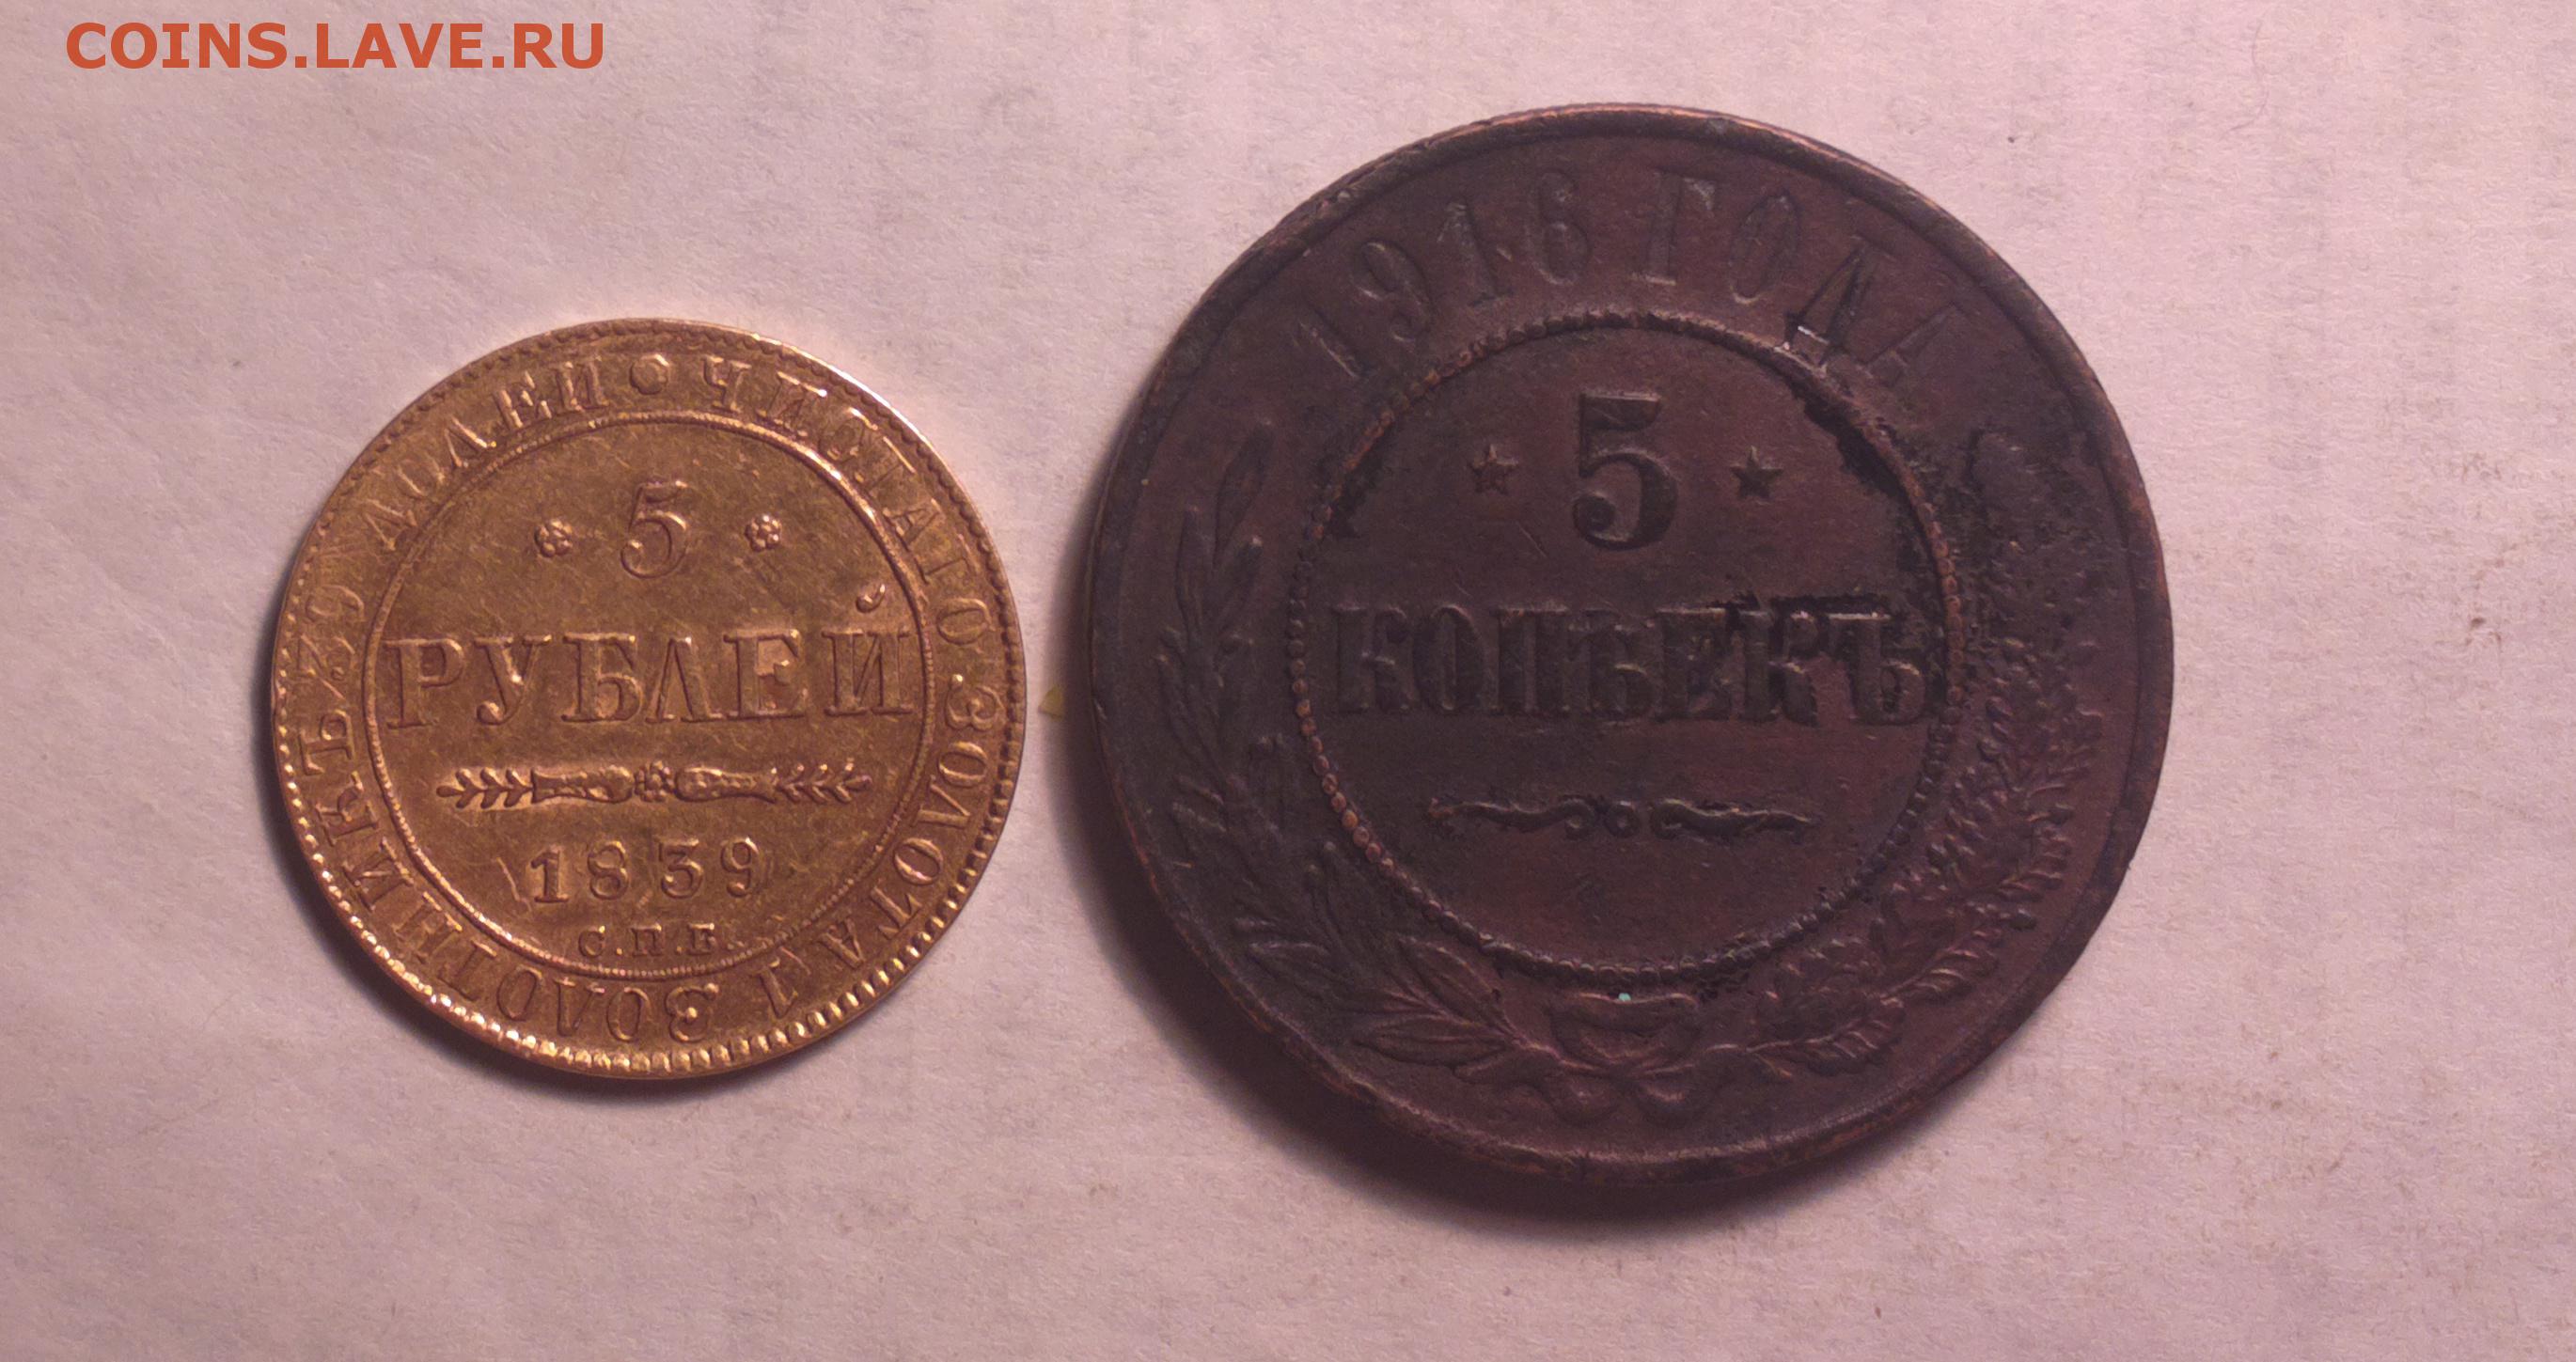 COINS.LAVE.RU
ЧИСТАГО ЗОЛОТА 1 ЗОЛОТНИКЪ 39 ДОЛЕЙ
5
РУБЛЕЙ
1839
С.П.Б.
1916 ГОДА
5
КОПѢЕКЪ